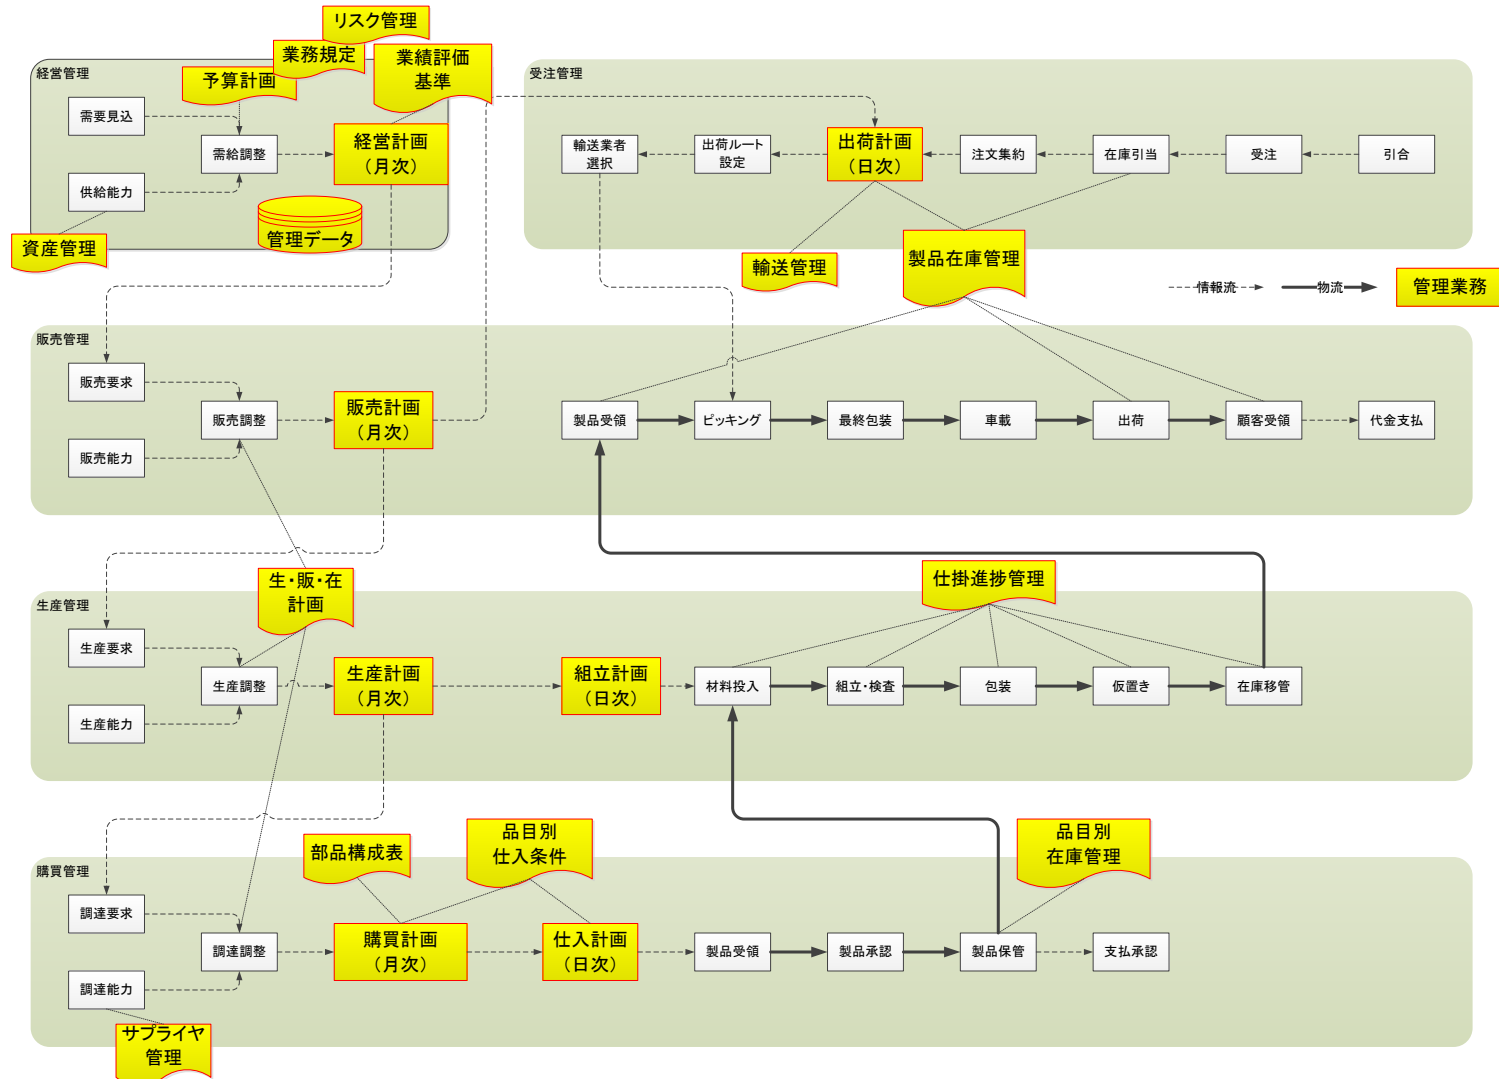 リスク管理
業務規定
業績評価
基準
予算計画
経営管理
需要見込
需給調整
経営計画
（月次）
供給能力
資産管理
管理データ
受注管理
輸送業者
選択
出荷ルート
設定
出荷計画
（日次）
注文集約
在庫引当
受注
引合
輸送管理
製品在庫管理
情報流
物流
管理業務
販売管理
販売要求
販売調整
販売計画
（月次）
販売能力
製品受領
ピッキング
最終包装
車載
出荷
顧客受領
代金支払
生・販・在
計画
仕掛進捗管理
生産管理
生産要求
生産調整
生産計画
（月次）
組立計画
（日次）
生産能力
材料投入
組立・検査
包装
仮置き
在庫移管
部品構成表
品目別
仕入条件
品目別
在庫管理
購買管理
調達要求
調達調整
購買計画
（月次）
仕入計画
（日次）
調達能力
製品受領
製品承認
製品保管
支払承認
サプライヤ
管理